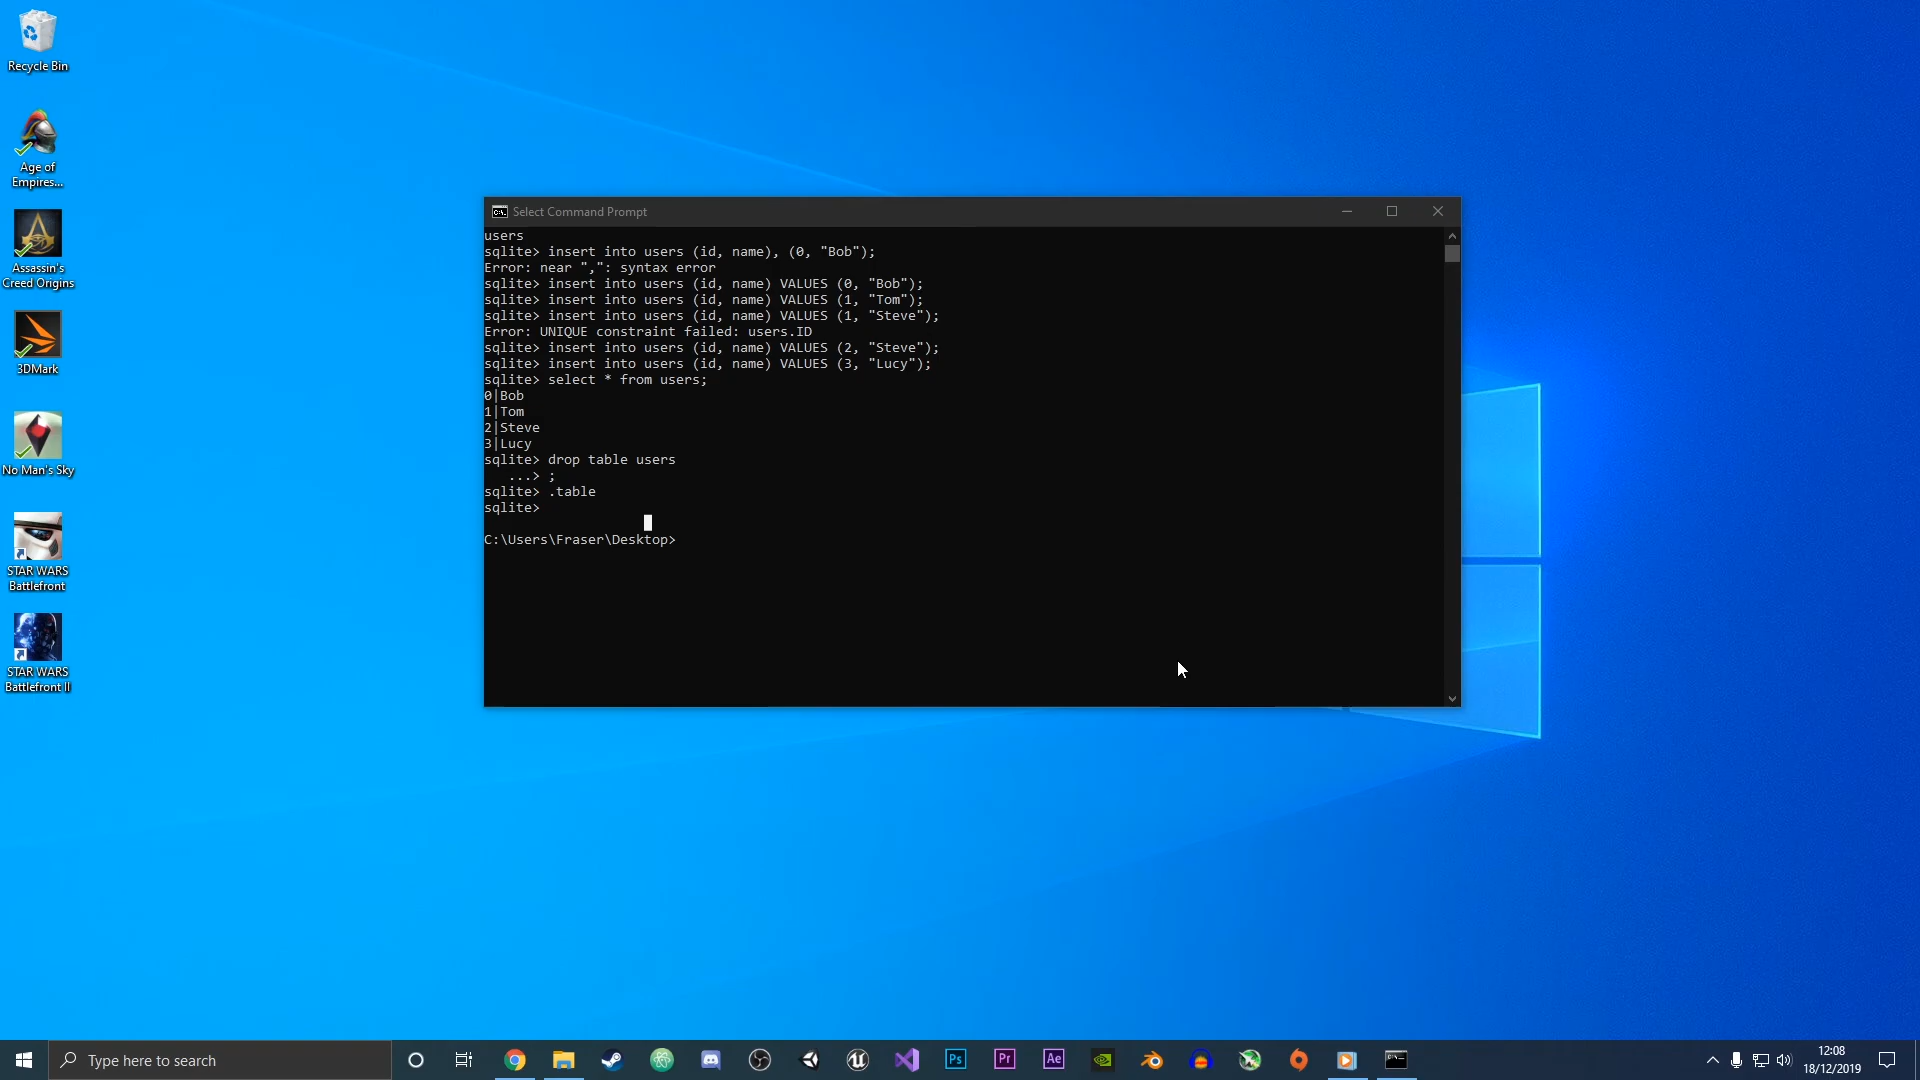 Recycle Bin
Age of
Empires...
Assassin's
Creed Origins
3DMark
No Man's Sky
STAR WARS
Battlefront
STAR WARS
Battlefront II
Select Command Prompt
users
sqlite> insert into users (id, name), (0, "Bob");
Error: near ",": syntax error
sqlite> insert into users (id, name) VALUES (0, "Bob");
sqlite> insert into users (id, name) VALUES (1, "Tom");
sqlite> insert into users (id, name) VALUES (1, "Steve");
Error: UNIQUE constraint failed: users.ID
sqlite> insert into users (id, name) VALUES (2, "Steve");
sqlite> insert into users (id, name) VALUES (3, "Lucy");
sqlite> select * from users;
0|Bob
1|Tom
2|Steve
3|Lucy
sqlite> drop table users
...> ;
sqlite> .table
sqlite>
C:\Users\Fraser\Desktop>
Type here to search
Ps
Pr
Ae
12:08
18/12/2019